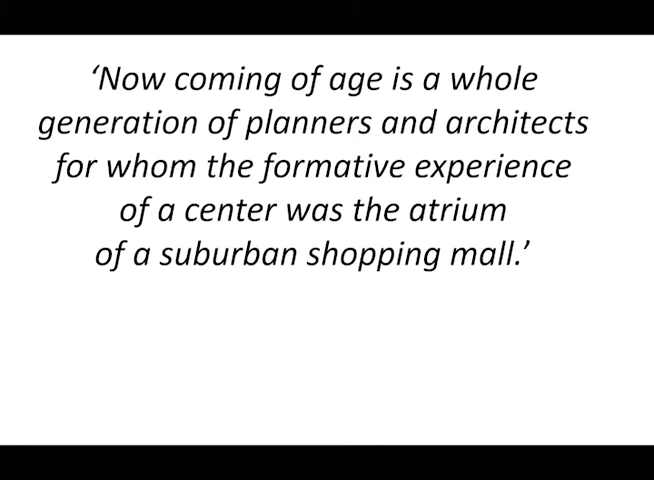 ‘Now coming of age is a whole
generation of planners and architects
for whom the formative experience
of a center was the atrium
of a suburban shopping mall.’